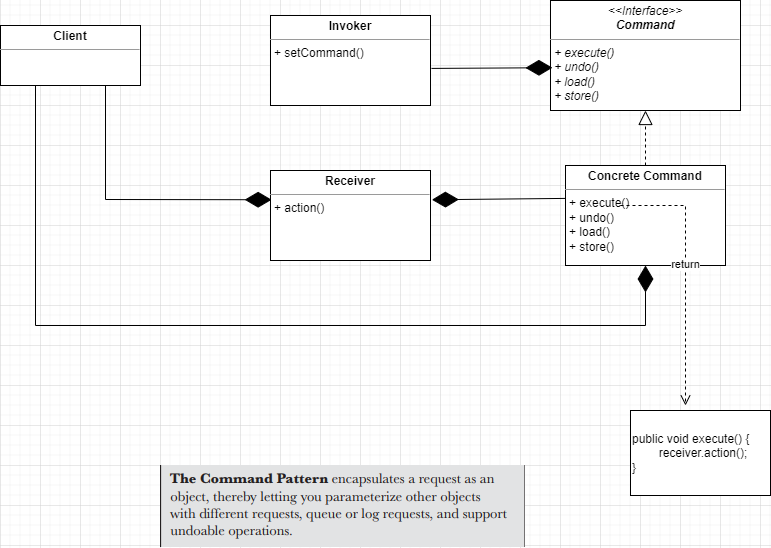 Client
Invoker
+ setCommand()
<<Interface>>
Command
+ execute()
+ undo()
+ load()
+ store()
Receiver
+ action()
Concrete Command
+ execute()
+ undo()
+ load()
+ store()
return
public void execute() {
receiver.action();
}
The Command Pattern encapsulates a request as an
object, thereby letting you parameterize other objects
with different requests, queue or log requests, and support
undoable operations.